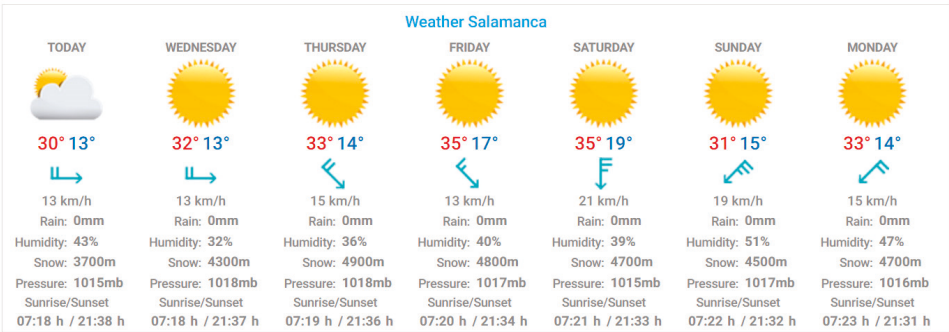 Weather Salamanca
TODAY WEDNESDAY THURSDAY FRIDAY SATURDAY SUNDAY MONDAY
30° 13° 32° 13° 33° 14° 35° 17° 35° 19° 31° 15° 33° 14°
13 km/h 13 km/h 15 km/h 13 km/h 21 km/h 19 km/h 15 km/h
Rain: 0mm Rain: 0mm Rain: 0mm Rain: 0mm Rain: 0mm Rain: 0mm Rain: 0mm
Humidity: 43% Humidity: 32% Humidity: 36% Humidity: 40% Humidity: 39% Humidity: 51% Humidity: 47%
Snow: 3700m Snow: 4300m Snow: 4900m Snow: 4800m Snow: 4700m Snow: 4500m Snow: 4700m
Pressure: 1015mb Pressure: 1018mb Pressure: 1018mb Pressure: 1017mb Pressure: 1015mb Pressure: 1017mb Pressure: 1016mb
Sunrise/Sunset Sunrise/Sunset Sunrise/Sunset Sunrise/Sunset Sunrise/Sunset Sunrise/Sunset Sunrise/Sunset
07:18 h / 21:38 h 07:18 h / 21:37 h 07:19 h / 21:36 h 07:20 h / 21:34 h 07:21 h / 21:33 h 07:22 h / 21:32 h 07:23 h / 21:31 h